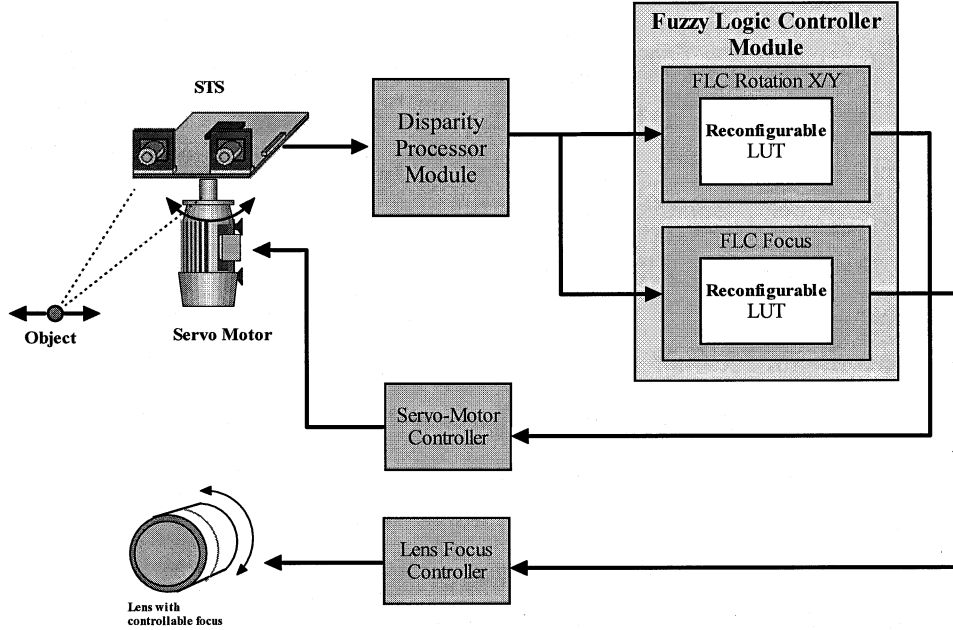 Fuzzy Logic Controller
Module
FLC Rotation X/Y
Reconfigurable
LUT
STS
Disparity
Processor
Module
FLC Focus
Reconfigurable
LUT
Object
Servo Motor
Servo-Motor
Controller
Lens Focus
Controller
Lens with
controllable focus